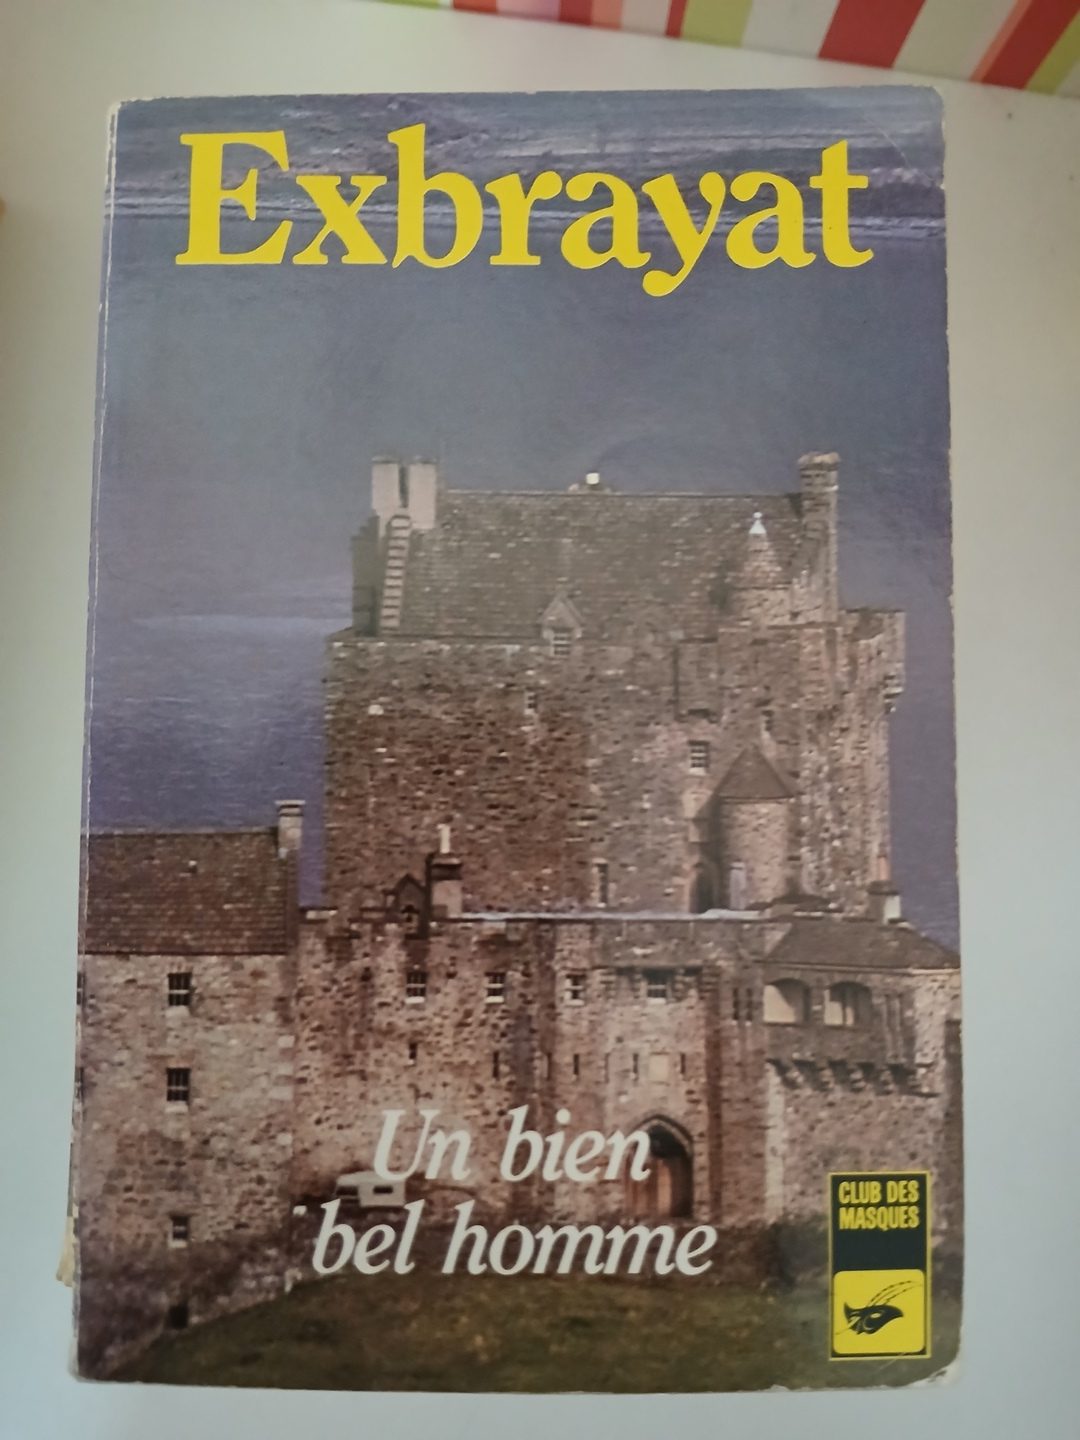 Exbrayat
Un bien
bel homme
CLUB DES
MASQUES